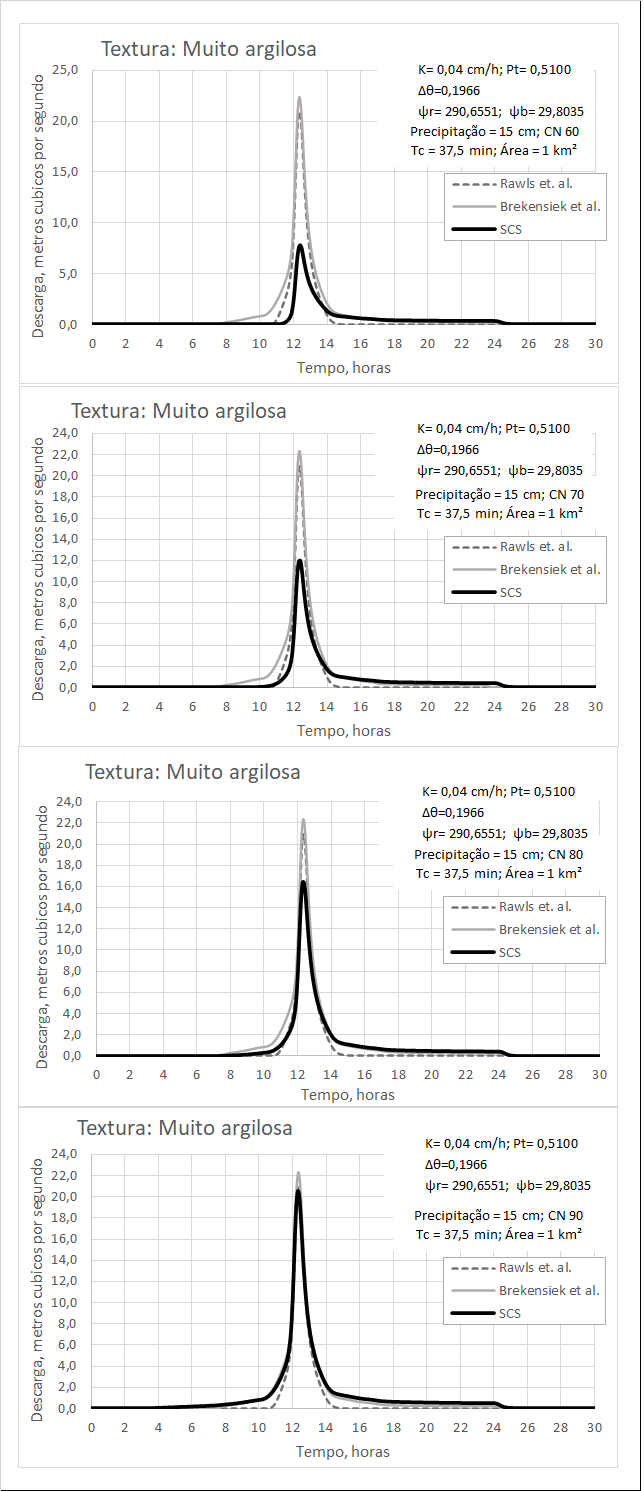 Textura: Muito argilosa
K= 0,04 cm/h; Pt= 0,5100
Δθ=0,1966
ψr= 290,6551; ψb= 29,8035
Precipitação = 15 cm; CN 60
Tc = 37,5 min; Área = 1 km²
Rawls et. al.
Brekensiek et al.
SCS
Descarga, metros cubicos por segundo
25,0
20,0
15,0
10,0
5,0
0,0
0 2 4 6 8 10 12 14 16 18 20 22 24 26 28 30
Tempo, horas
Textura: Muito argilosa
K= 0,04 cm/h; Pt= 0,5100
Δθ=0,1966
ψr= 290,6551; ψb= 29,8035
Precipitação = 15 cm; CN 70
Tc = 37,5 min; Área = 1 km²
Rawls et. al.
Brekensiek et al.
SCS
Descarga, metros cubicos por segundo
24,0
22,0
20,0
18,0
16,0
14,0
12,0
10,0
8,0
6,0
4,0
2,0
0,0
0 2 4 6 8 10 12 14 16 18 20 22 24 26 28 30
Tempo, horas
Textura: Muito argilosa
K= 0,04 cm/h; Pt= 0,5100
Δθ=0,1966
ψr= 290,6551; ψb= 29,8035
Precipitação = 15 cm; CN 80
Tc = 37,5 min; Área = 1 km²
Rawls et. al.
Brekensiek et al.
SCS
Descarga, metros cubicos por segundo
24,0
22,0
20,0
18,0
16,0
14,0
12,0
10,0
8,0
6,0
4,0
2,0
0,0
0 2 4 6 8 10 12 14 16 18 20 22 24 26 28 30
Tempo, horas
Textura: Muito argilosa
K= 0,04 cm/h; Pt= 0,5100
Δθ=0,1966
ψr= 290,6551; ψb= 29,8035
Precipitação = 15 cm; CN 90
Tc = 37,5 min; Área = 1 km²
Rawls et. al.
Brekensiek et al.
SCS
Descarga, metros cubicos por segundo
24,0
22,0
20,0
18,0
16,0
14,0
12,0
10,0
8,0
6,0
4,0
2,0
0,0
0 2 4 6 8 10 12 14 16 18 20 22 24 26 28 30
Tempo, horas